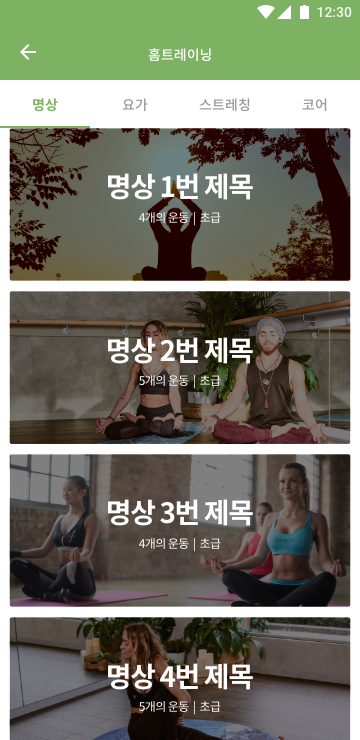 12:30
홈트레이닝
명상 요가 스트레칭 코어
명상 1번 제목
4개의 운동 | 초급
명상 2번 제목
5개의 운동 | 초급
명상 3번 제목
4개의 운동 | 초급
명상 4번 제목
5개의 운동 | 초급